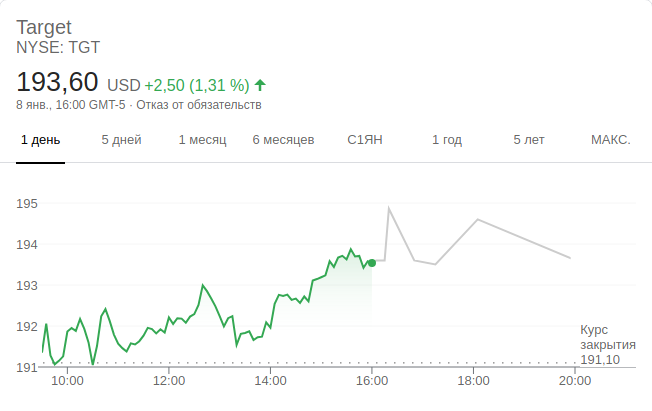 Target
NYSE: TGT
193,60 USD +2,50 (1,31 %)
8 янв., 16:00 GMT-5 · Отказ от обязательств
1 день 5 дней 1 месяц 6 месяцев С1ЯН 1 год 5 лет МАКС.
195
194
193
192
191
Курс
закрытия
191,10
10:00 12:00 14:00 16:00 18:00 20:00